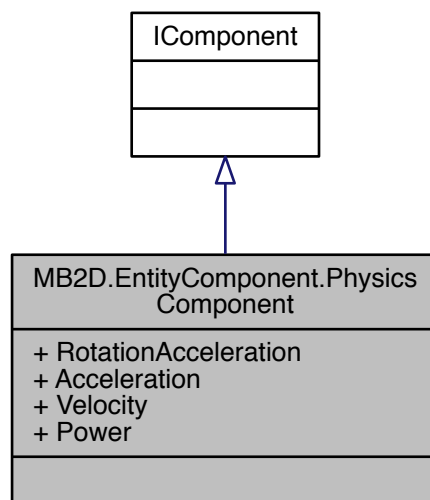 IComponent
MB2D.EntityComponent.Physics
Component
+ RotationAcceleration
+ Acceleration
+ Velocity
+ Power